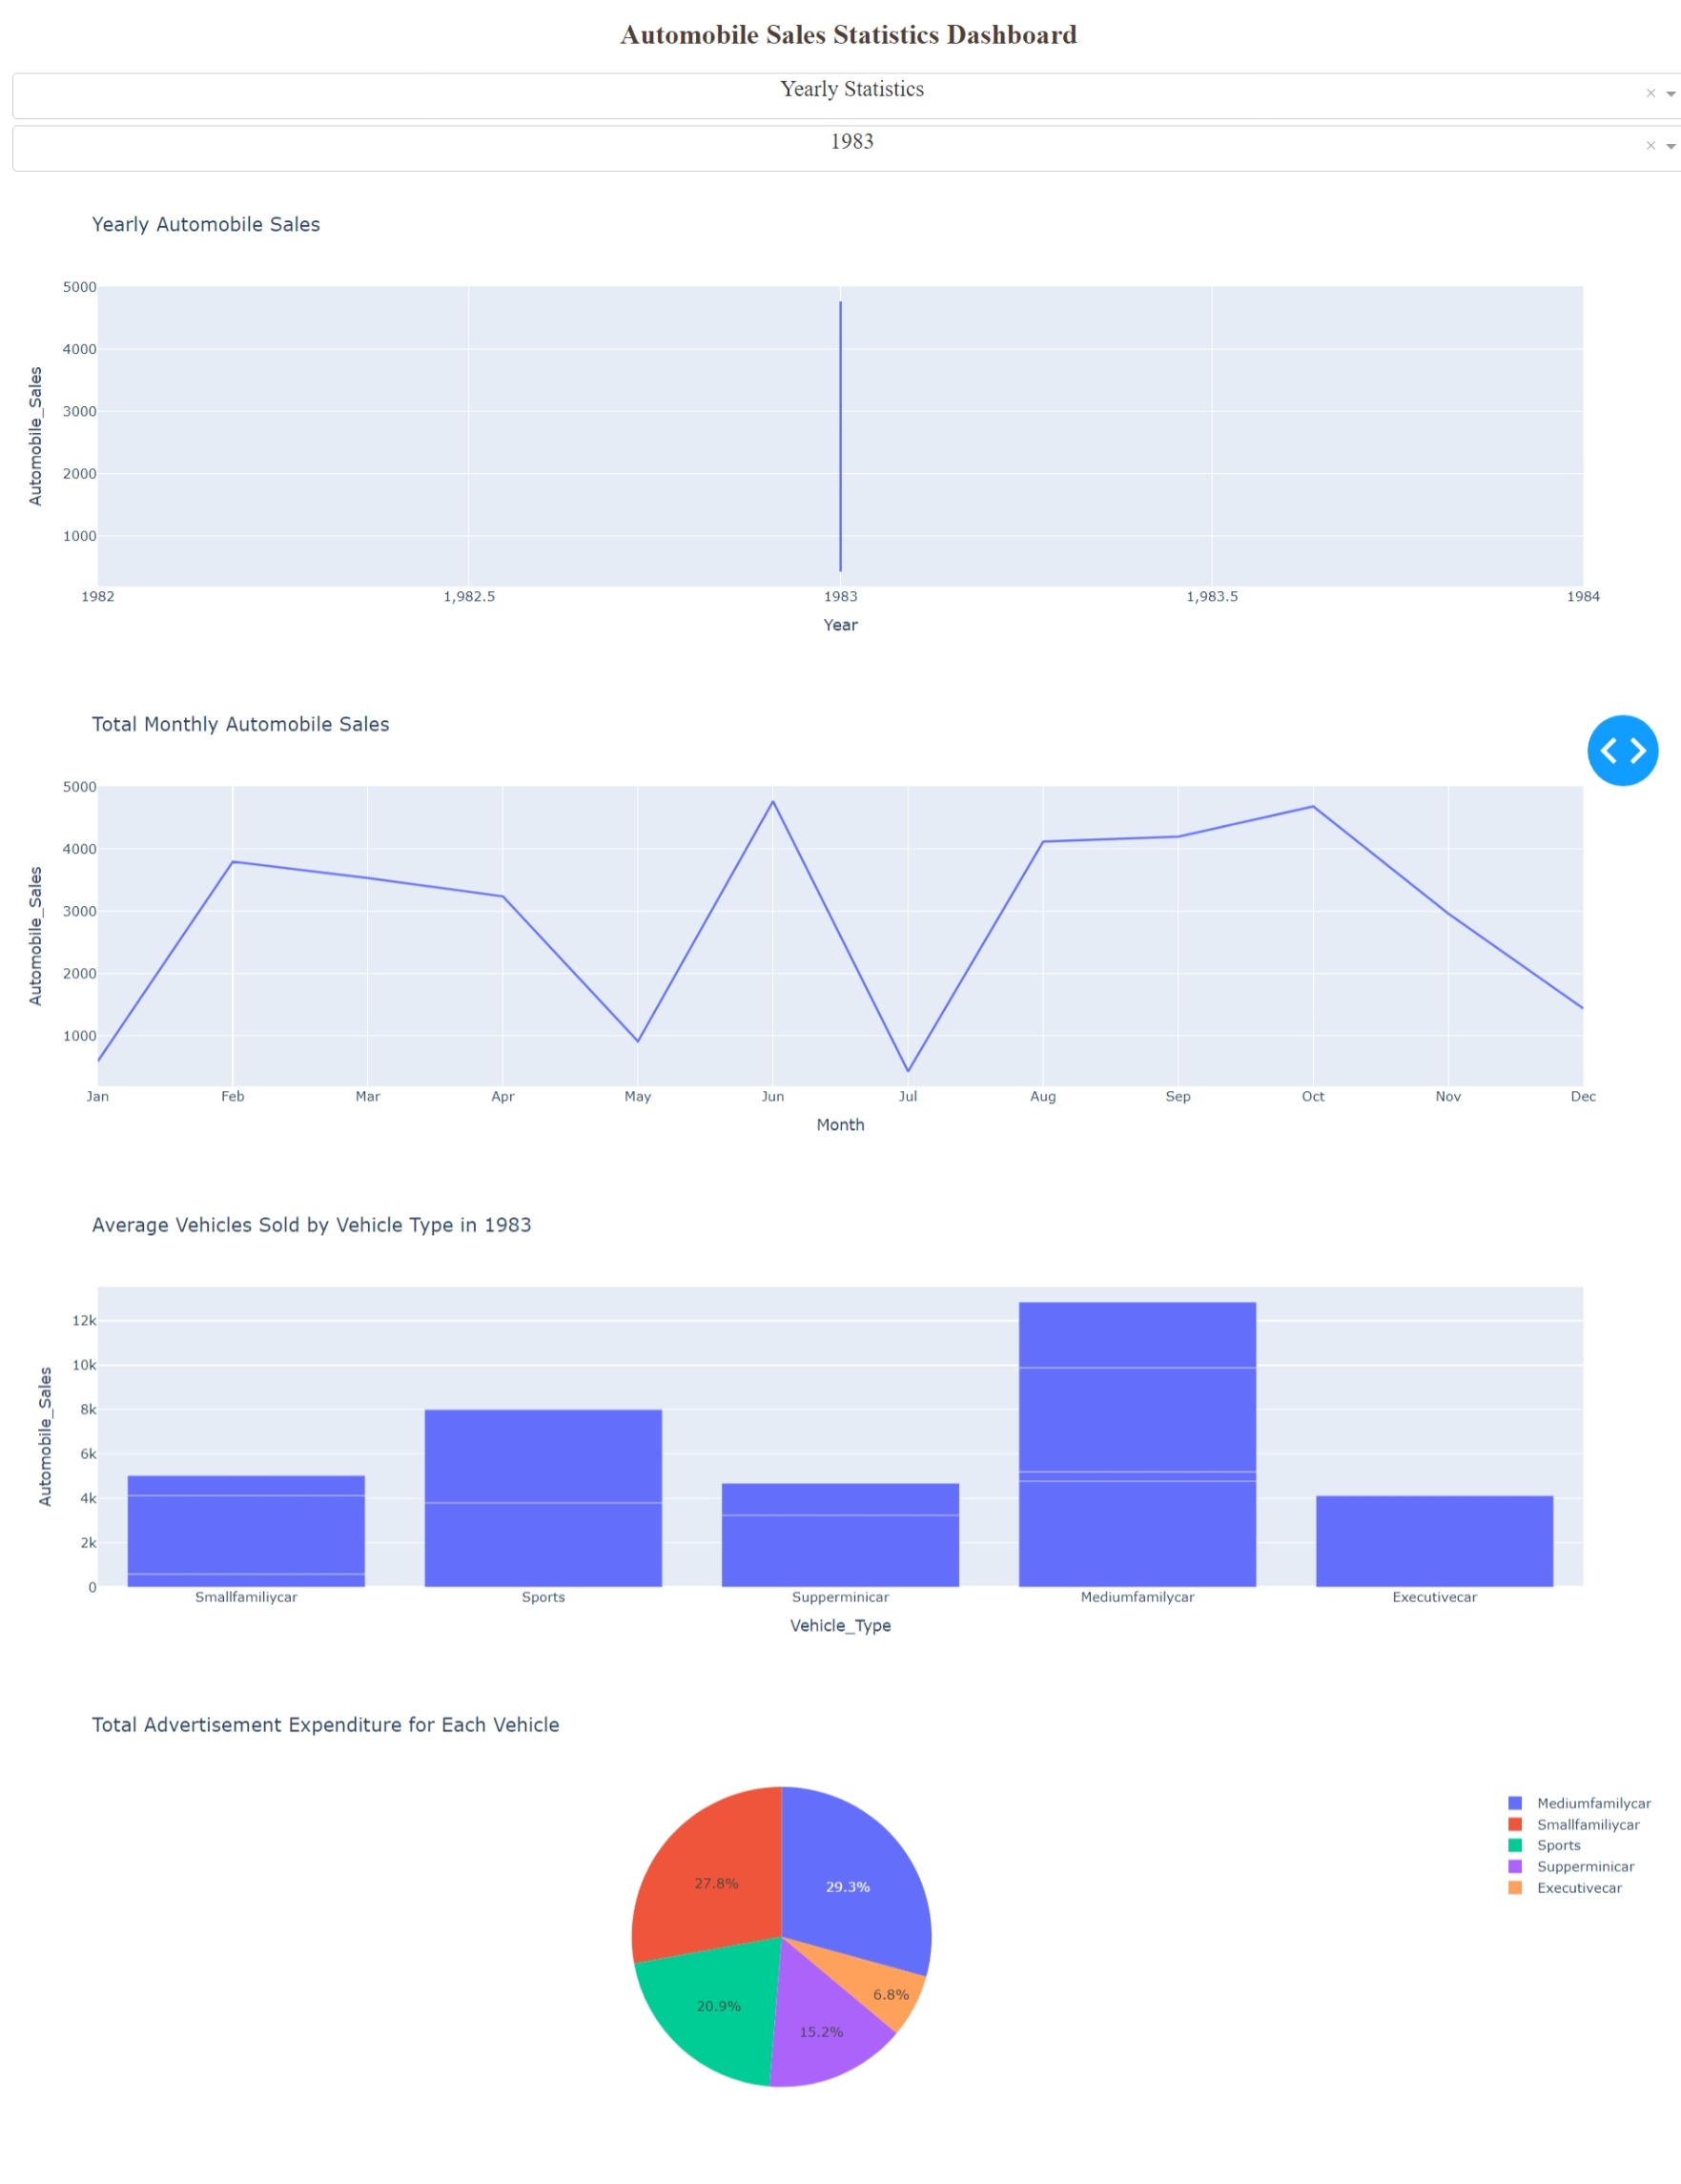 Automobile Sales Statistics Dashboard
Yearly Statistics
×
1983
×
Yearly Automobile Sales
5000
4000
3000
2000
1000
Automobile_Sales
1982 1,982.5 1983 1,983.5 1984
Year
Total Monthly Automobile Sales
5000
4000
3000
2000
1000
Automobile_Sales
Jan Feb Mar Apr May Jun Jul Aug Sep Oct Nov Dec
Month
Average Vehicles Sold by Vehicle Type in 1983
12k
10k
8k
6k
4k
2k
0
Automobile_Sales
Smallfamiliycar Sports Supperminicar Mediumfamilycar Executivecar
Vehicle_Type
Total Advertisement Expenditure for Each Vehicle
27.8%
29.3%
20.9%
15.2%
6.8%
Mediumfamilycar
Smallfamiliycar
Sports
Supperminicar
Executivecar